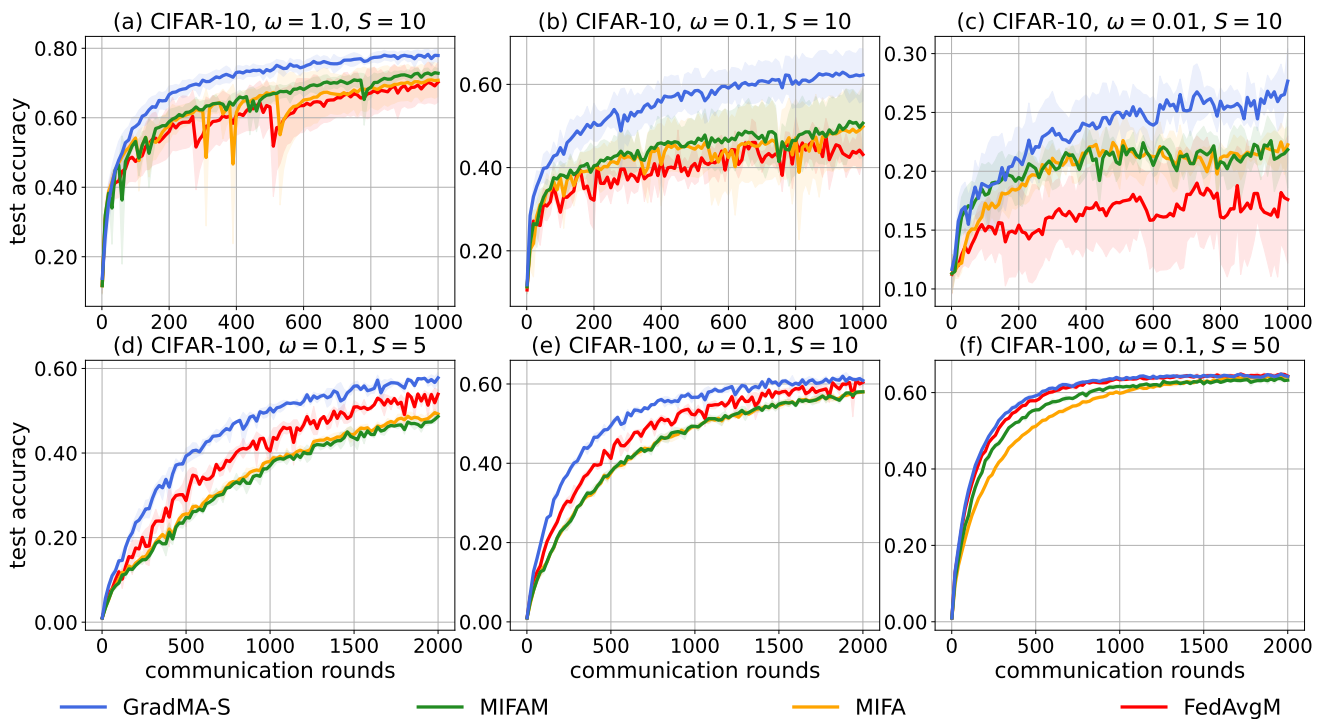 (a) CIFAR-10, ω = 1.0, S = 10
(b) CIFAR-10, ω = 0.1, S = 10
(c) CIFAR-10, ω = 0.01, S = 10
test accuracy
0.80
0.60
0.40
0.20
0.60
0.40
0.20
0.30
0.25
0.20
0.15
0.10
0 200 400 600 800 1000
0 200 400 600 800 1000
0 200 400 600 800 1000
(d) CIFAR-100, ω = 0.1, S = 5
(e) CIFAR-100, ω = 0.1, S = 10
(f) CIFAR-100, ω = 0.1, S = 50
test accuracy
0.60
0.40
0.20
0.00
0.60
0.40
0.20
0.00
0.60
0.40
0.20
0.00
0 500 1000 1500 2000
0 500 1000 1500 2000
0 500 1000 1500 2000
communication rounds
communication rounds
communication rounds
GradMA-S
MIFAM
MIFA
FedAvgM